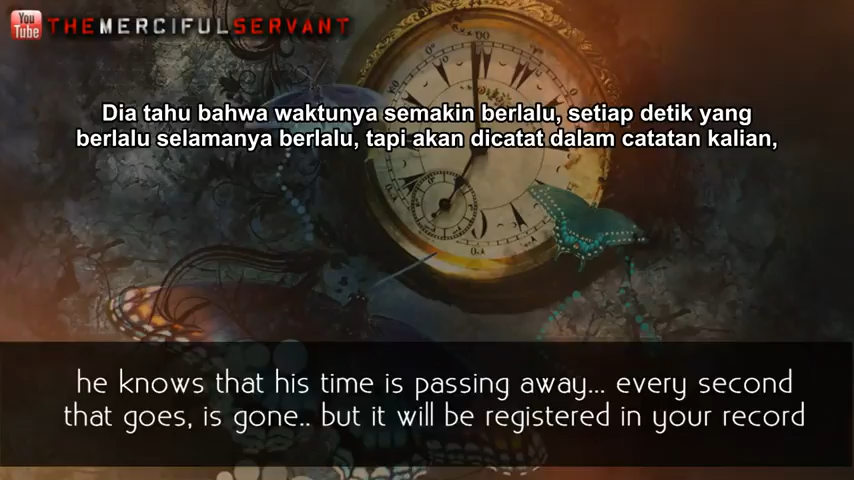 You
Tube
THEMERCIFULSERVANT
Dia tahu bahwa waktunya semakin berlalu, setiap detik yang
berlalu selamanya berlalu, tapi akan dicatat dalam catatan kalian,
he knows that his time is passing away... every second
that goes, is gone.. but it will be registered in your record